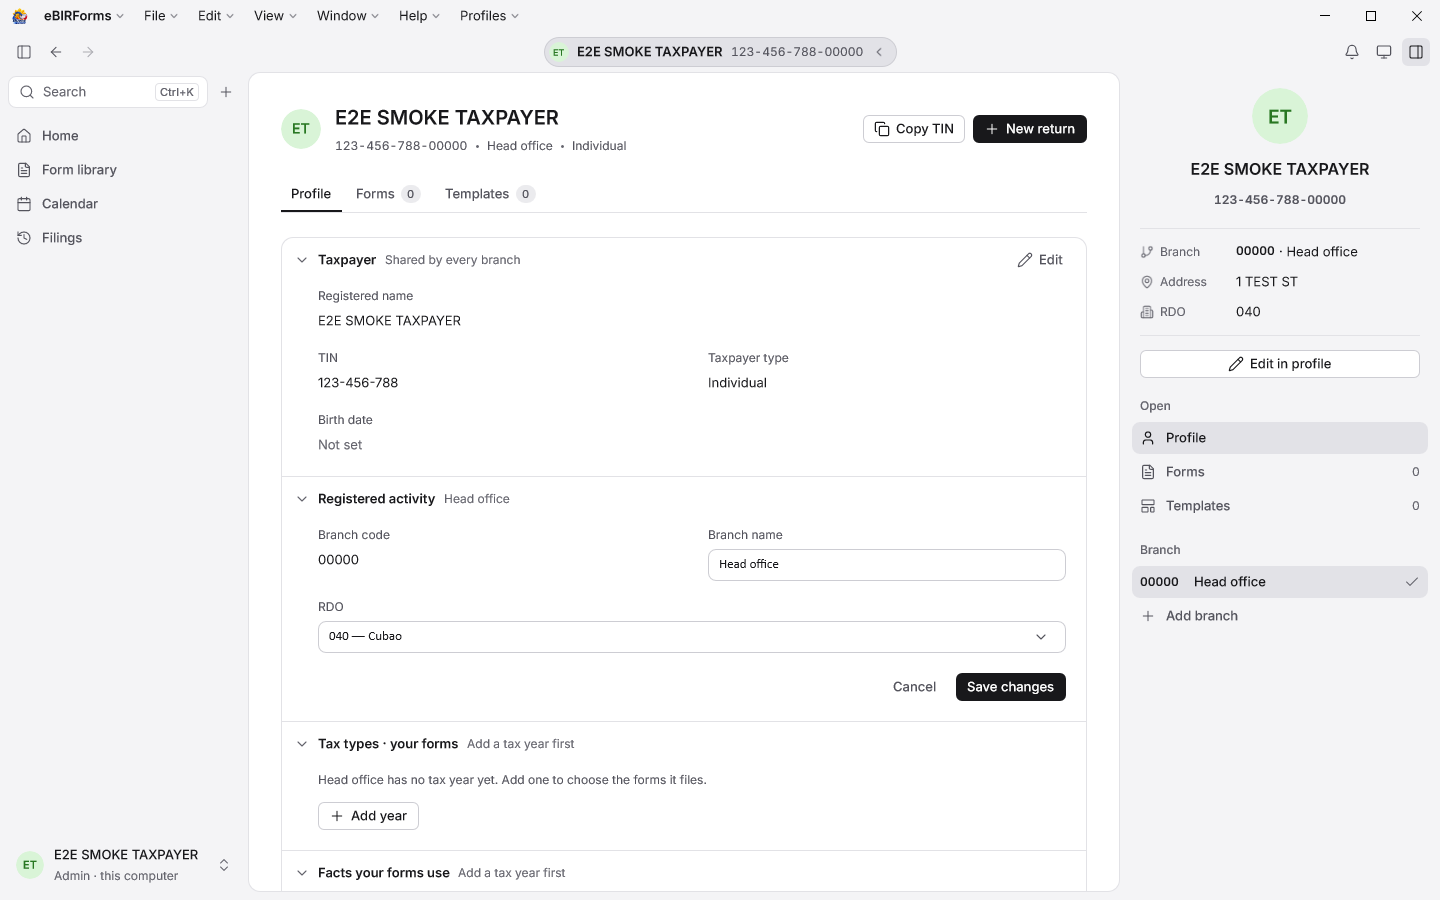 eBIRForms File Edit View Window Help Profiles
ET E2E SMOKE TAXPAYER 123-456-788-00000
Search Ctrl+K
Home
Form library
Calendar
Filings
ET E2E SMOKE TAXPAYER
Admin · this computer
ET E2E SMOKE TAXPAYER
123-456-788-00000 • Head office • Individual
Copy TIN New return
Profile Forms 0 Templates 0
Taxpayer Shared by every branch Edit
Registered name
E2E SMOKE TAXPAYER
TIN Taxpayer type
123-456-788 Individual
Birth date
Not set
Registered activity Head office
Branch code Branch name
00000 Head office
RDO
040 — Cubao
Cancel Save changes
Tax types · your forms Add a tax year first
Head office has no tax year yet. Add one to choose the forms it files.
Add year
Facts your forms use Add a tax year first
ET
E2E SMOKE TAXPAYER
123-456-788-00000
Branch 00000 · Head office
Address 1 TEST ST
RDO 040
Edit in profile
Open
Profile
Forms 0
Templates 0
Branch
00000 Head office
Add branch